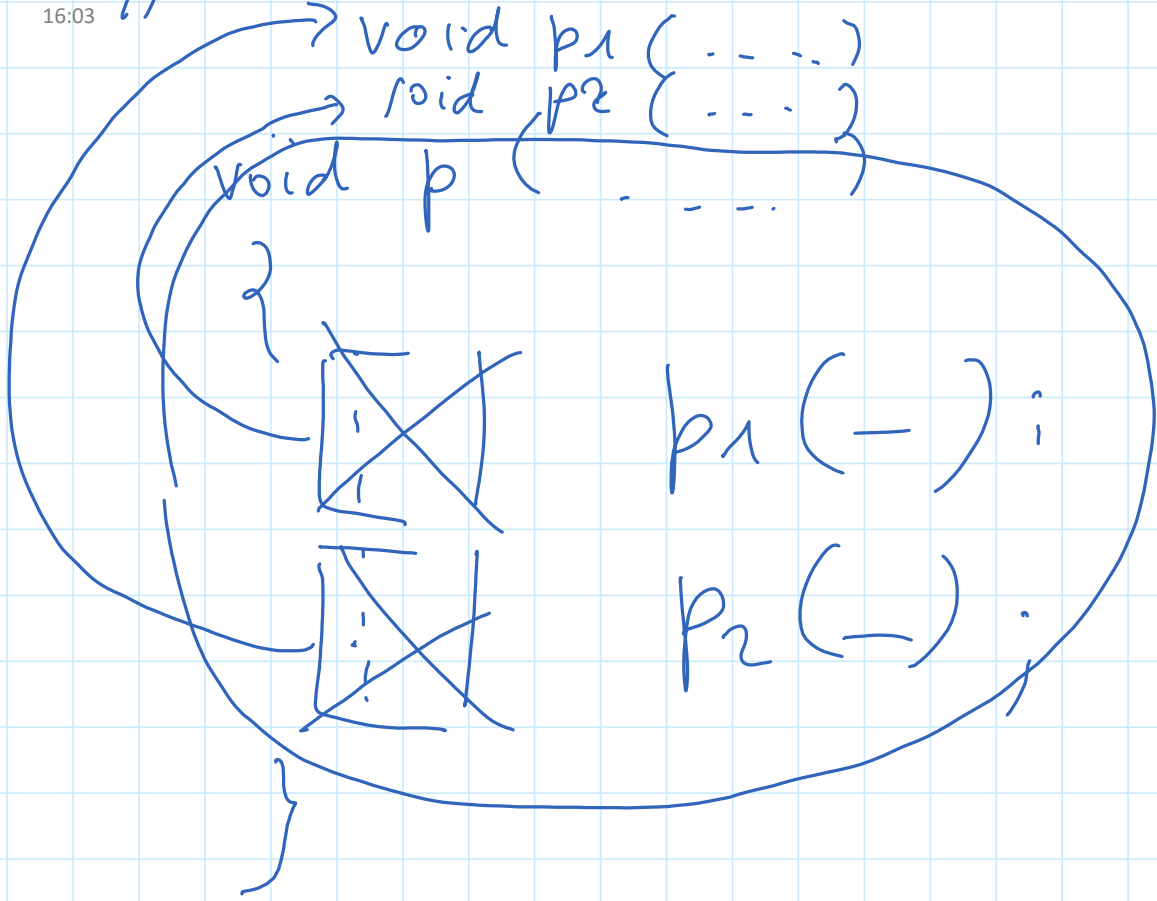 16:03
void p1 (- - - -)
void p2 (- - -)
void p (- - - -)
{
p1 (—) ;
p2 (—) ;
}